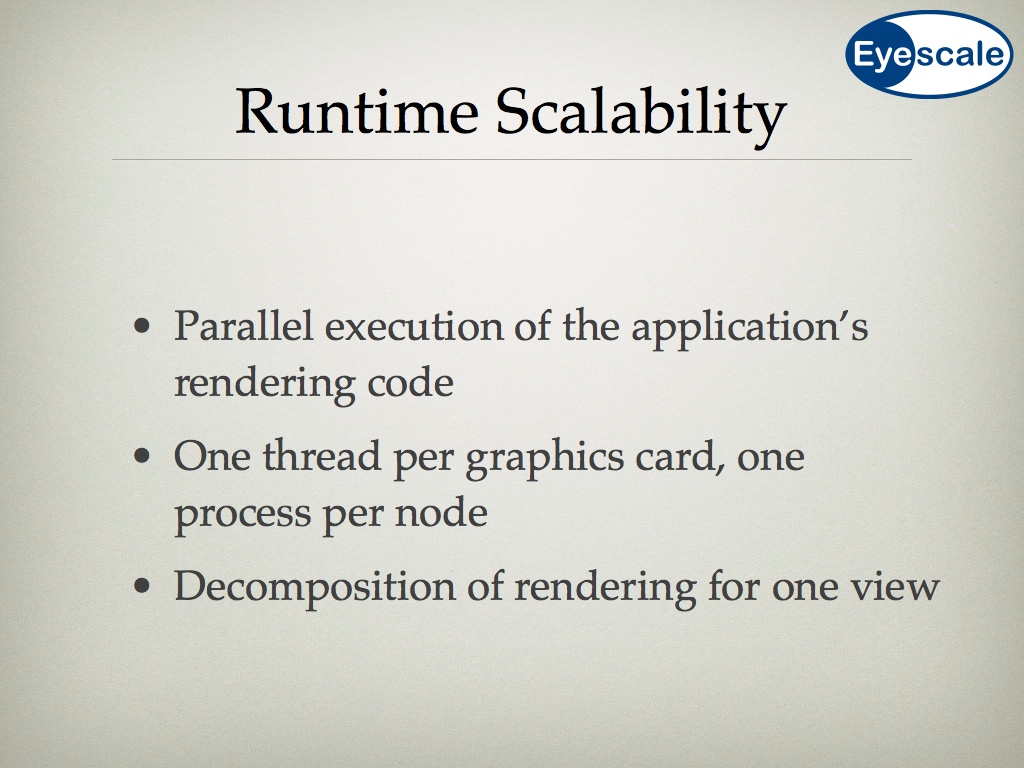 Eyescale
Runtime Scalability
• Parallel execution of the application’s
rendering code
• One thread per graphics card, one
process per node
• Decomposition of rendering for one view